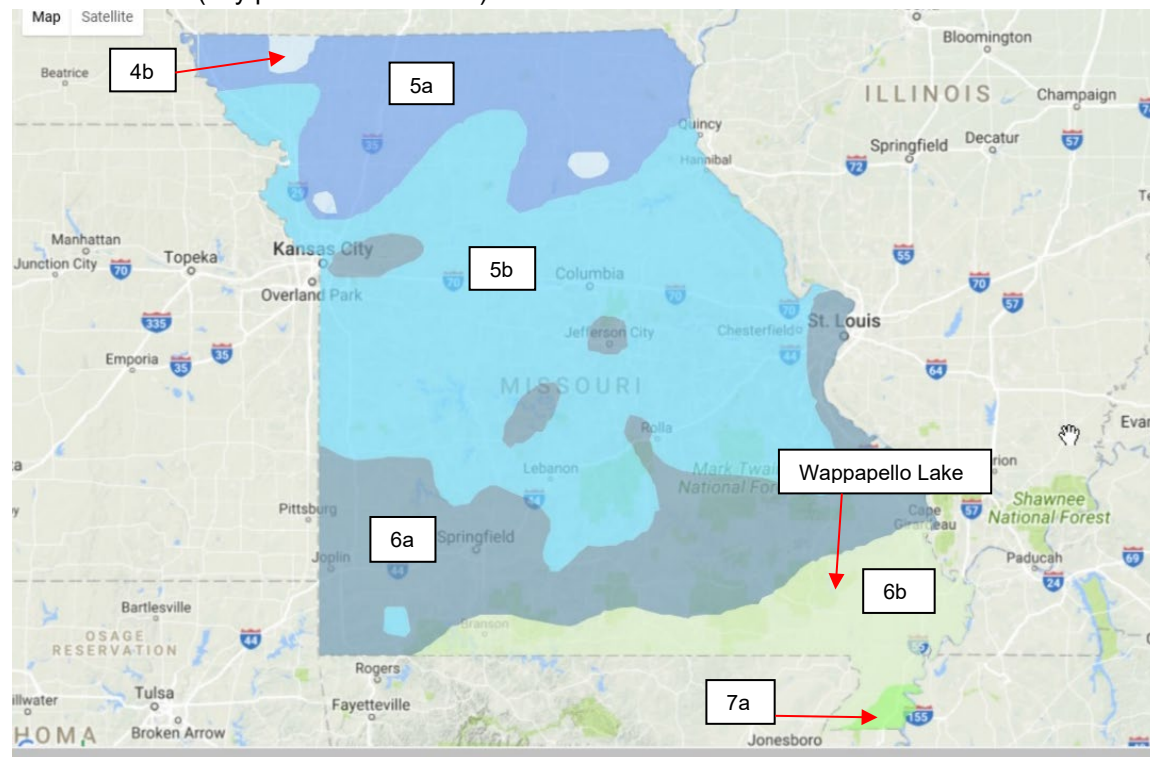 Map Satellite
Bloomington
4b
Beatrice
5a
ILLINOIS
Champaign
35
Quincy
Springfield
Decatur
57
72
Hannibal
29
Manhattan
Topeka
Kansas City
Junction City
70
5b
Columbia
55
70
70
70
Overland Park
57
335
Jefferson City
Chesterfield
70
St. Louis
Emporia
35
35
44
64
MISSOURI
Rolla
Lebanon
Mark Twain
National
Wappapello Lake
44
Pittsburg
Shawnee
National Forest
Cape
Girardeau
57
6a
Springfield
Joplin
44
Paducah
69
24
6b
Bartlesville
OSAGE
RESERVATION
44
Branson
Rogers
Tulsa
Fayetteville
7a
155
Broken Arrow
Jonesboro